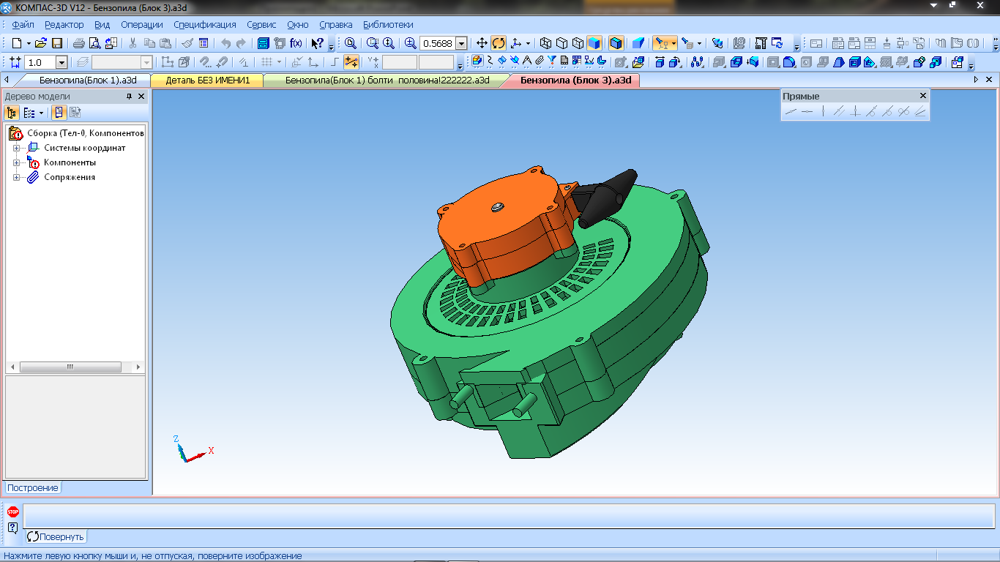 КОМПАС-3D V12 - Бензопила (Блок 3).a3d
Файл Редактор Вид Операции Спецификация Сервис Окно Справка Библиотеки
f(x) 0.5688
1.0
Бензопила(Блок 1).a3d Деталь БЕЗ ИМЕНИ1 Бензопила(Блок 1) болти половина!222222.a3d Бензопила (Блок 3).a3d
Дерево модели
Прямые
Сборка (Тел-0, Компонентов
Системы координат
Компоненты
Сопряжения
Z
X
Построение
STOP
Повернуть
Нажмите левую кнопку мыши и, не отпуская, поверните изображение